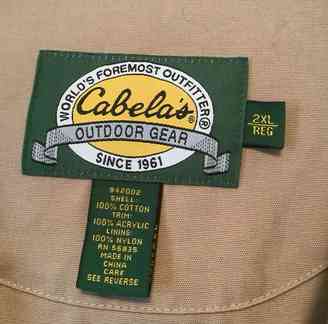 WORLD'S FOREMOST OUTFITTER®
Cabela's®
OUTDOOR GEAR
SINCE 1961
2XL
REG
942002
SHELL:
100% COTTON
TRIM:
100% ACRYLIC
LINING:
100% NYLON
RN 56835
MADE IN
CHINA
CARE
SEE REVERSE